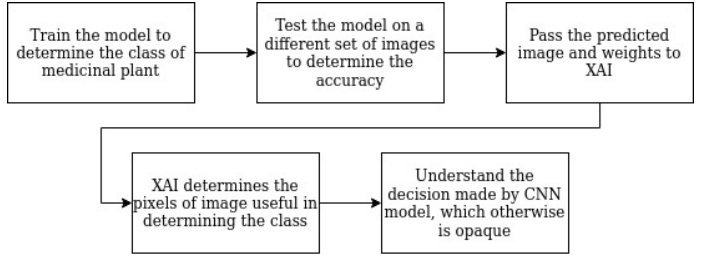 Train the model to
determine the class of
medicinal plant
Test the model on a
different set of images
to determine the
accuracy
Pass the predicted
image and weights to
XAI
XAI determines the
pixels of image useful in
determining the class
Understand the
decision made by CNN
model, which otherwise
is opaque